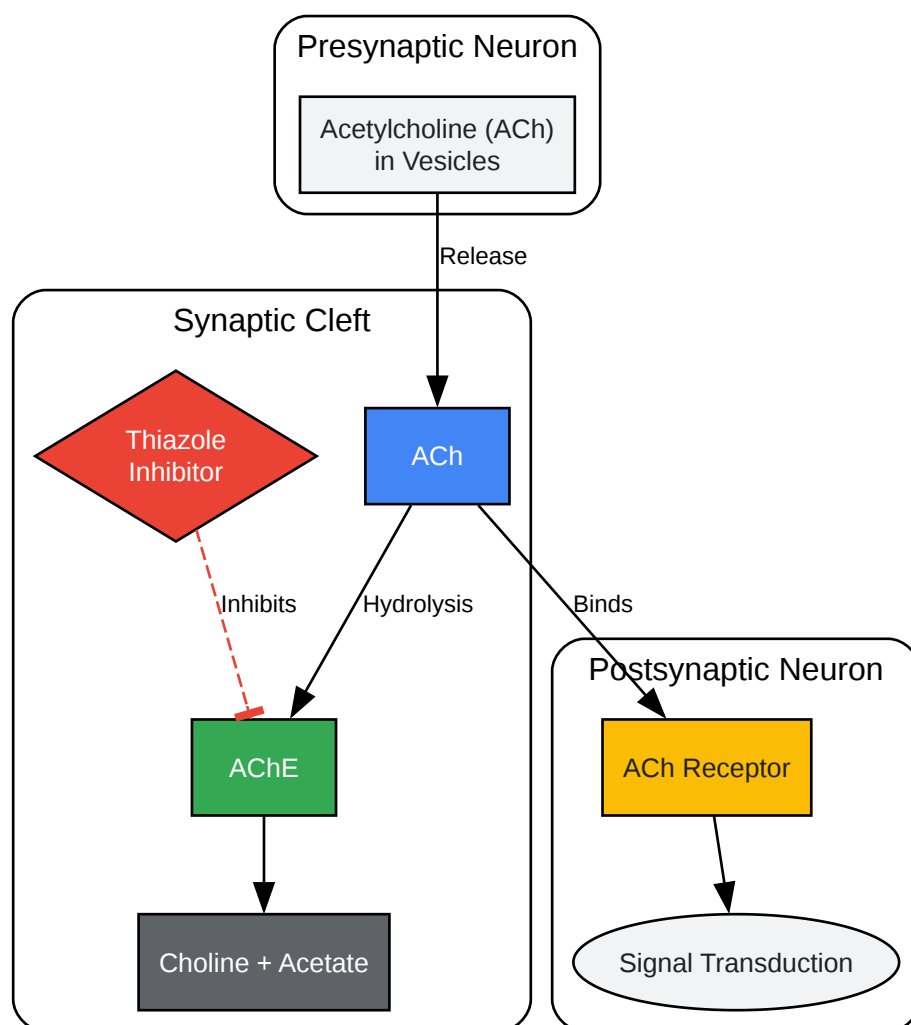 Presynaptic Neuron
Acetylcholine (ACh)
in Vesicles
Release
Synaptic Cleft
Thiazole
Inhibitor
ACh
Inhibits
Hydrolysis
Binds
Postsynaptic Neuron
AChE
ACh Receptor
Choline + Acetate
Signal Transduction